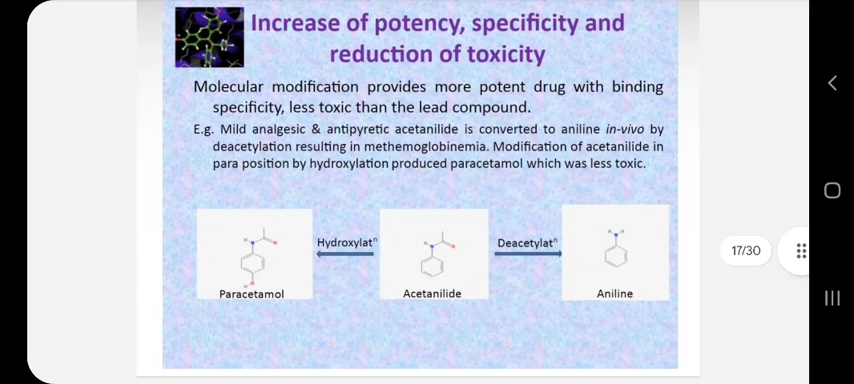 Increase of potency, specificity and
reduction of toxicity
Molecular modification provides more potent drug with binding
specificity, less toxic than the lead compound.
E.g. Mild analgesic & antipyretic acetanilide is converted to aniline in-vivo by
deacetylation resulting in methemoglobinemia. Modification of acetanilide in
para position by hydroxylation produced paracetamol which was less toxic.
Hydroxylatⁿ
Deacetylatⁿ
Paracetamol
Acetanilide
Aniline
17/30